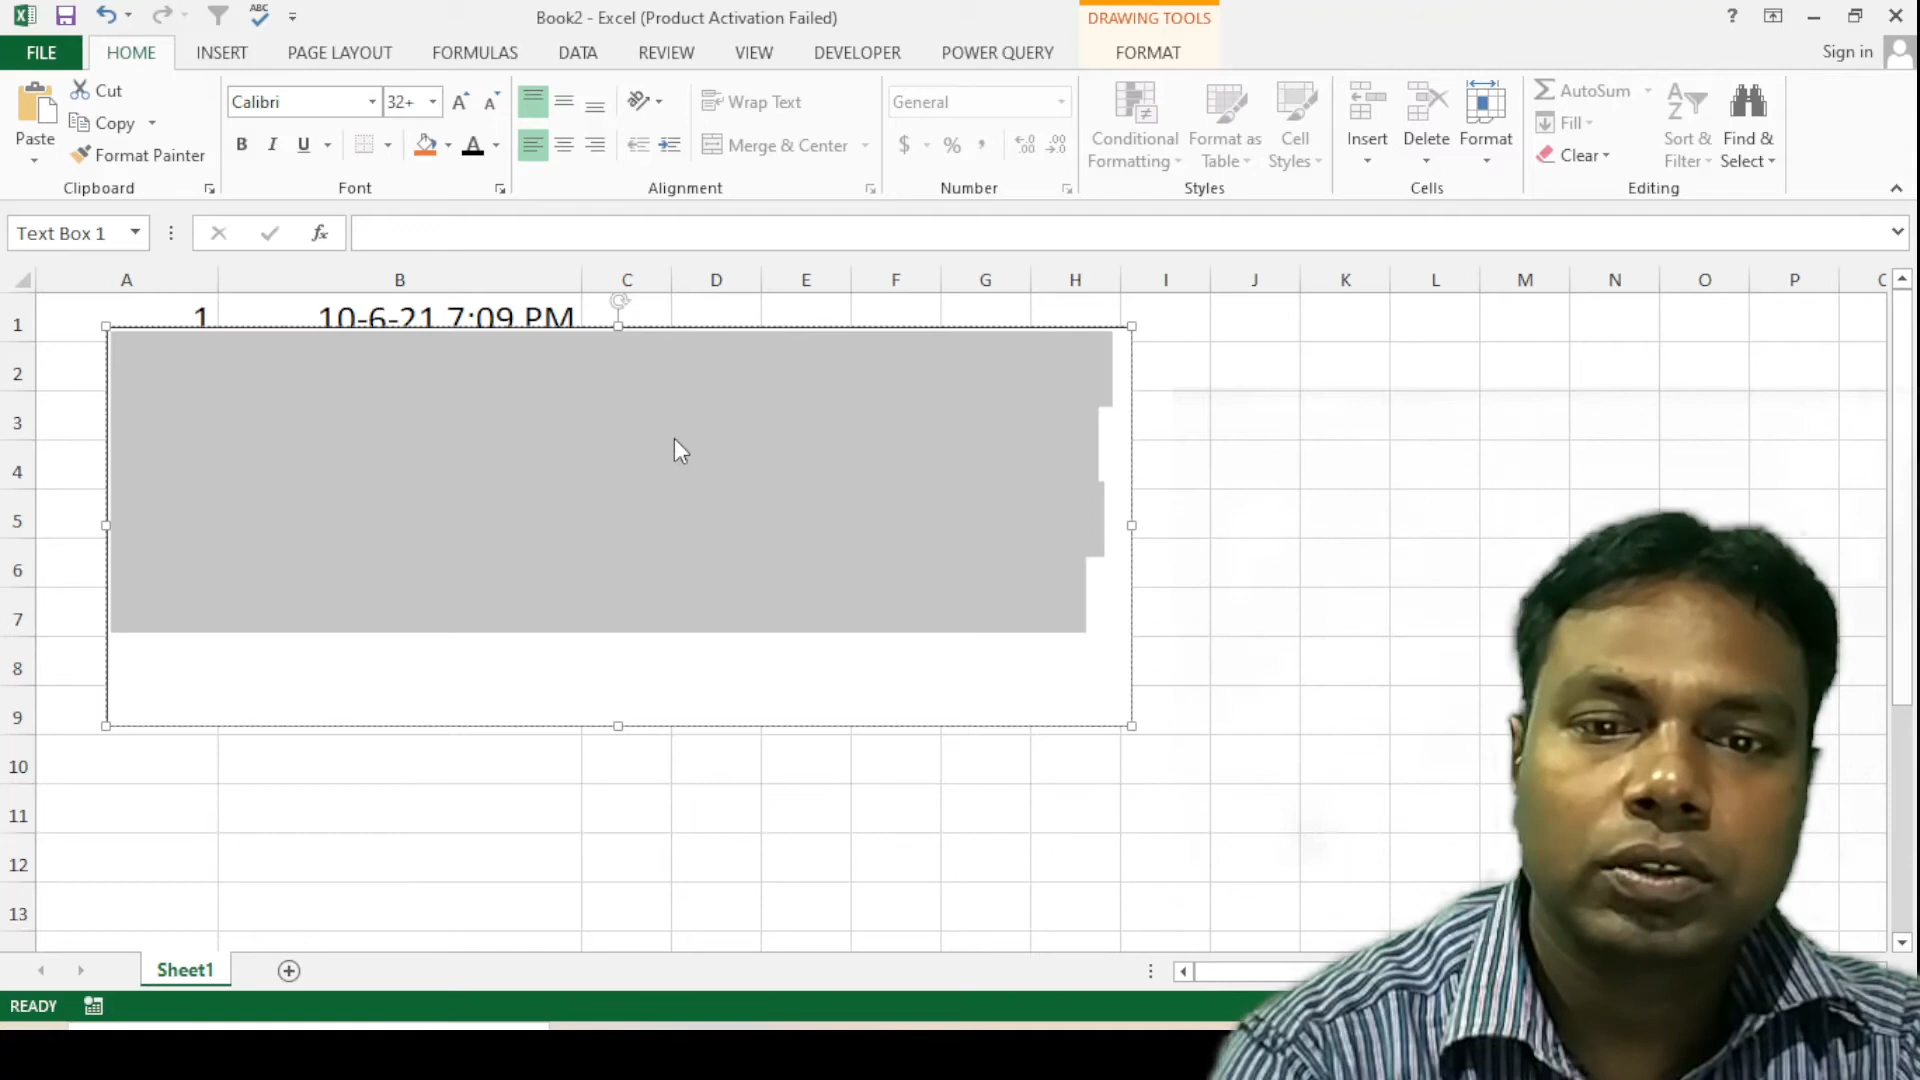 ABC
Book2 - Excel (Product Activation Failed)
DRAWING TOOLS
?
FILE
HOME
INSERT
PAGE LAYOUT
FORMULAS
DATA
REVIEW
VIEW
DEVELOPER
POWER QUERY
FORMAT
Sign in
Paste
Cut
Copy
Format Painter
Clipboard
Calibri
32+
A
A
B
I
U
A
Font
Wrap Text
Merge & Center
Alignment
General
$ % ,
Number
Conditional
Formatting
Format as
Table
Cell
Styles
Styles
Insert
Delete
Format
Cells
AutoSum
Fill
Clear
Sort &
Filter
Find &
Select
Editing
Text Box 1
fx
A B C D E F G H I J K L M N O P
1 1 10-6-21 7:09 PM
2
3
4
5
6
7
8
9
10
11
12
13
Sheet1
READY